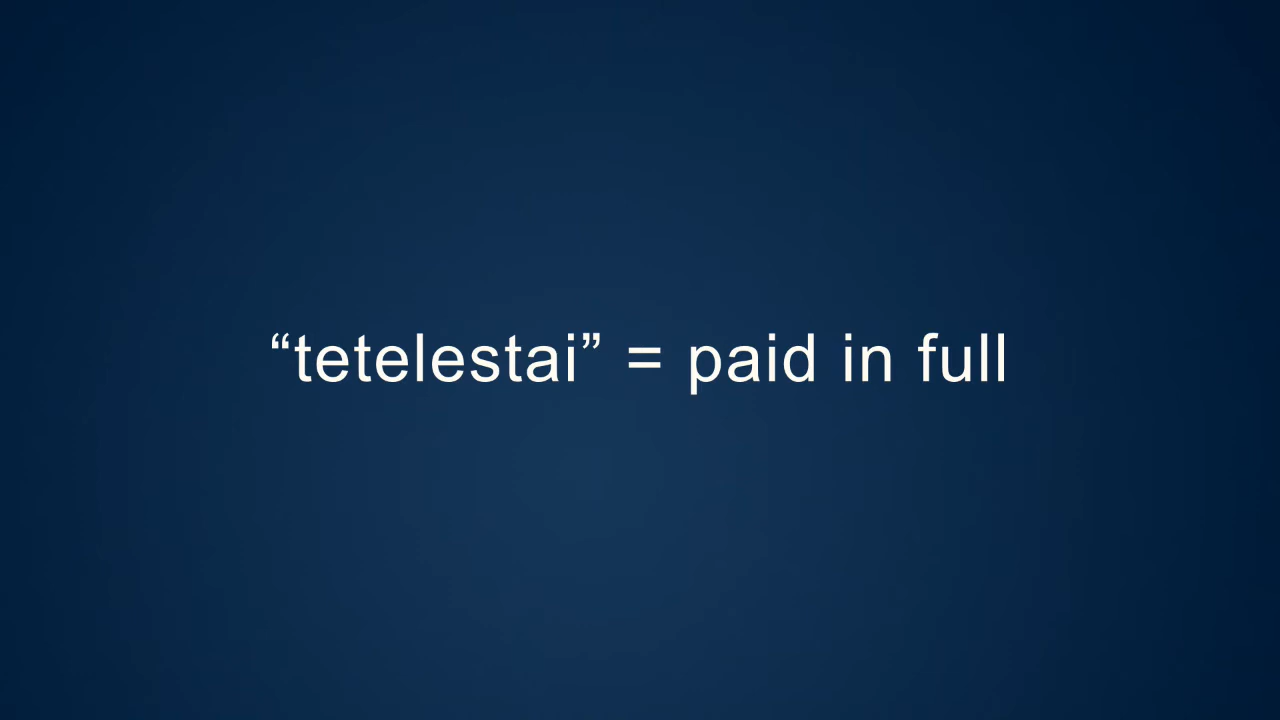 “tetelestai” = paid in full